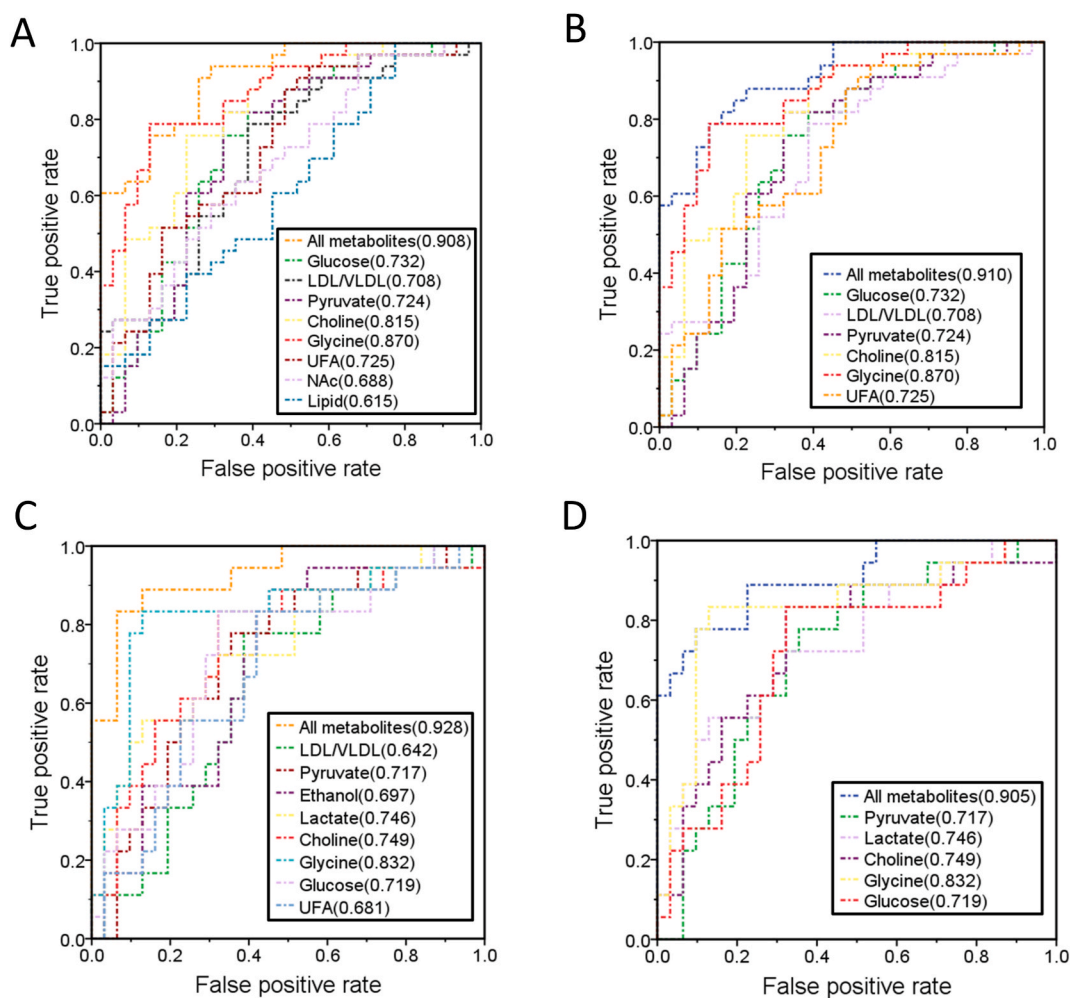 A
1.0
0.8
0.6
0.4
0.2
0.0
True positive rate
All metabolites(0.908)
Glucose(0.732)
LDL/VLDL(0.708)
Pyruvate(0.724)
Choline(0.815)
Glycine(0.870)
UFA(0.725)
NAc(0.688)
Lipid(0.615)
0.0 0.2 0.4 0.6 0.8 1.0
False positive rate
B
1.0
0.8
0.6
0.4
0.2
0.0
True positive rate
All metabolites(0.910)
Glucose(0.732)
LDL/VLDL(0.708)
Pyruvate(0.724)
Choline(0.815)
Glycine(0.870)
UFA(0.725)
0.0 0.2 0.4 0.6 0.8 1.0
False positive rate
C
1.0
0.8
0.6
0.4
0.2
0.0
True positive rate
All metabolites(0.928)
LDL/VLDL(0.642)
Pyruvate(0.717)
Ethanol(0.697)
Lactate(0.746)
Choline(0.749)
Glycine(0.832)
Glucose(0.719)
UFA(0.681)
0.0 0.2 0.4 0.6 0.8 1.0
False positive rate
D
1.0
0.8
0.6
0.4
0.2
0.0
True positive rate
All metabolites(0.905)
Pyruvate(0.717)
Lactate(0.746)
Choline(0.749)
Glycine(0.832)
Glucose(0.719)
0.0 0.2 0.4 0.6 0.8 1.0
False positive rate